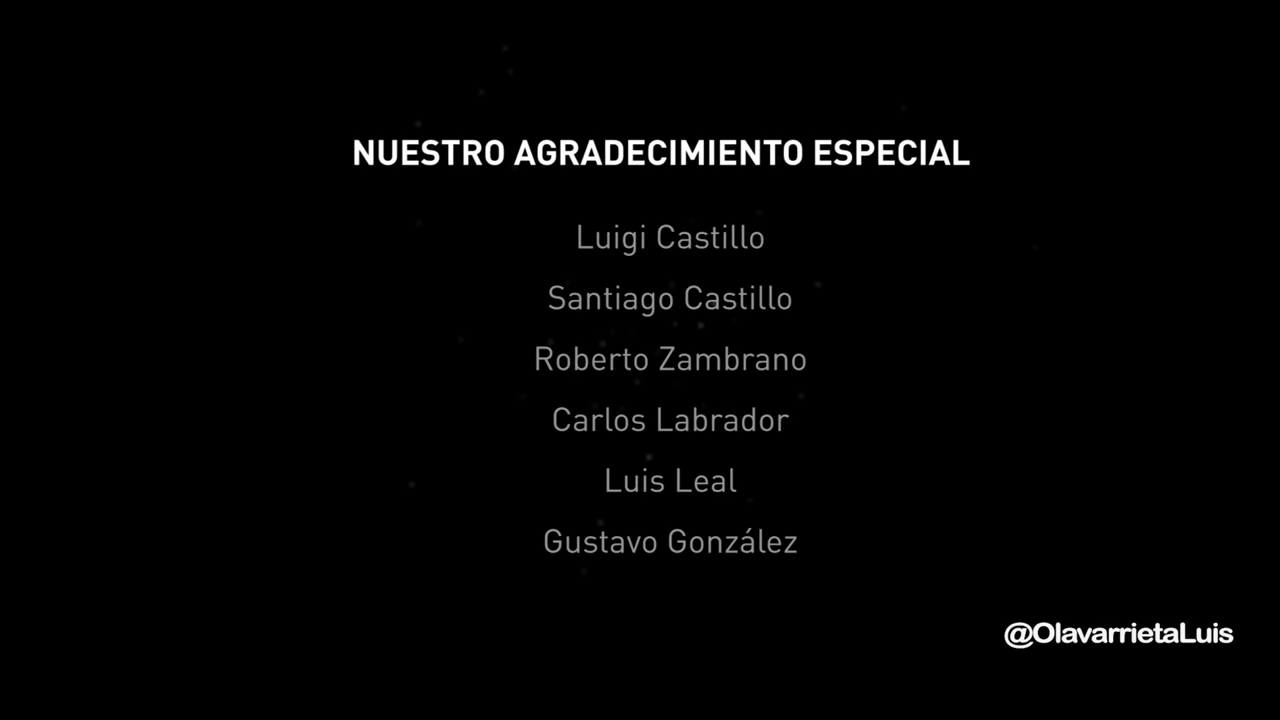 NUESTRO AGRADECIMIENTO ESPECIAL
Luigi Castillo
Santiago Castillo
Roberto Zambrano
Carlos Labrador
Luis Leal
Gustavo González
@OlavarrietaLuis